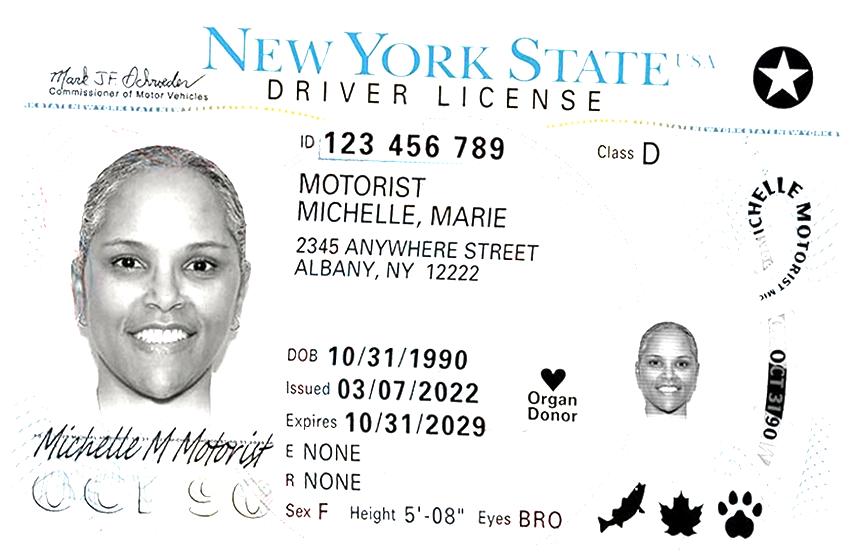 NEW YORK STATE USA
Mark J.F. Schroeder
Commissioner of Motor Vehicles
DRIVER LICENSE
ID 123 456 789
Class D
MOTORIST
MICHELLE, MARIE
2345 ANYWHERE STREET
ALBANY, NY 12222
MICHELLE MOTORIST MIC
DOB 10/31/1990
Issued 03/07/2022
Expires 10/31/2029
Organ
Donor
OCT 31/90
Michelle M Motorist
E NONE
R NONE
OCT 90
Sex F Height 5'-08" Eyes BRO